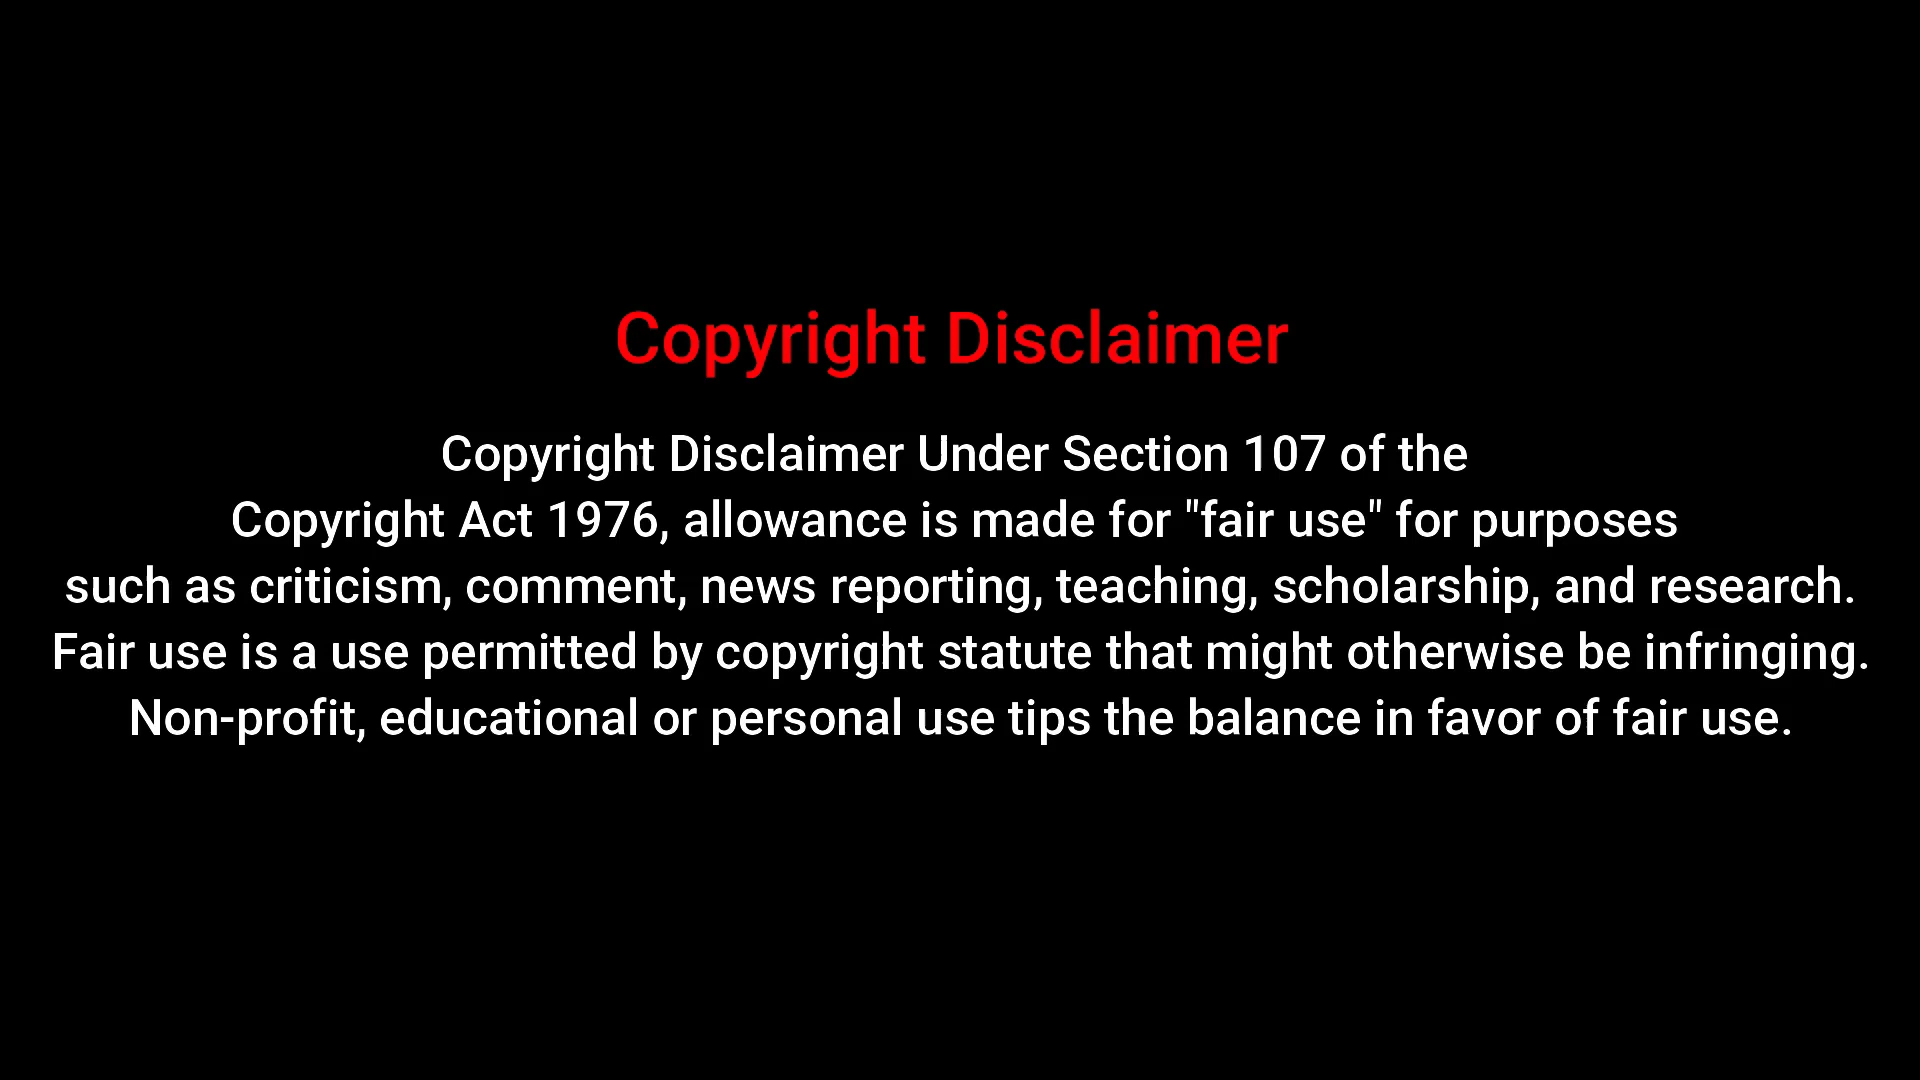 Copyright Disclaimer
Copyright Disclaimer Under Section 107 of the
Copyright Act 1976, allowance is made for "fair use" for purposes
such as criticism, comment, news reporting, teaching, scholarship, and research.
Fair use is a use permitted by copyright statute that might otherwise be infringing.
Non-profit, educational or personal use tips the balance in favor of fair use.